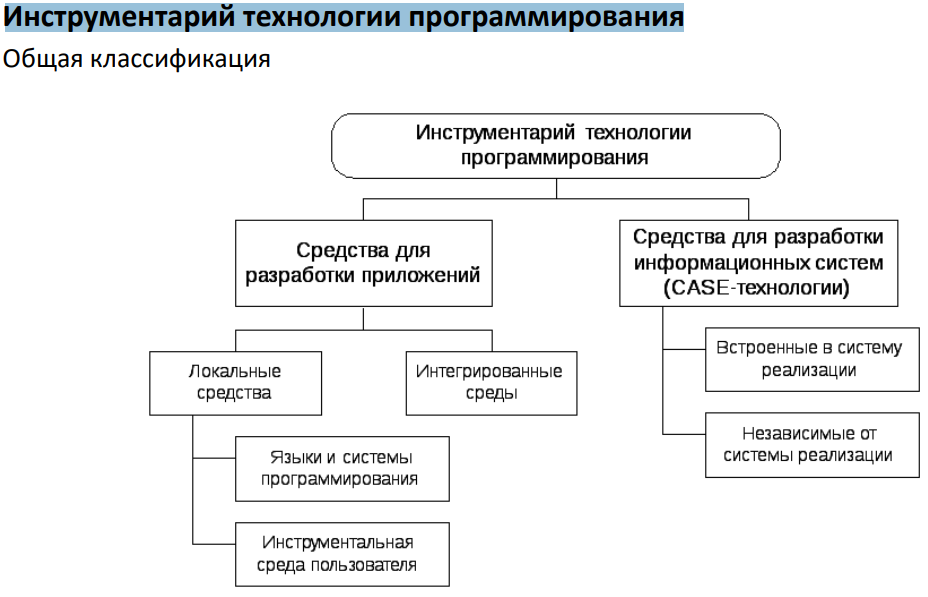 Инструментарий технологии программирования
Общая классификация
Инструментарий технологии
программирования
Средства для
разработки приложений
Средства для разработки
информационных систем
(CASE-технологии)
Локальные
средства
Интегрированные
среды
Встроенные в систему
реализации
Независимые от
системы реализации
Языки и системы
программирования
Инструментальная
среда пользователя